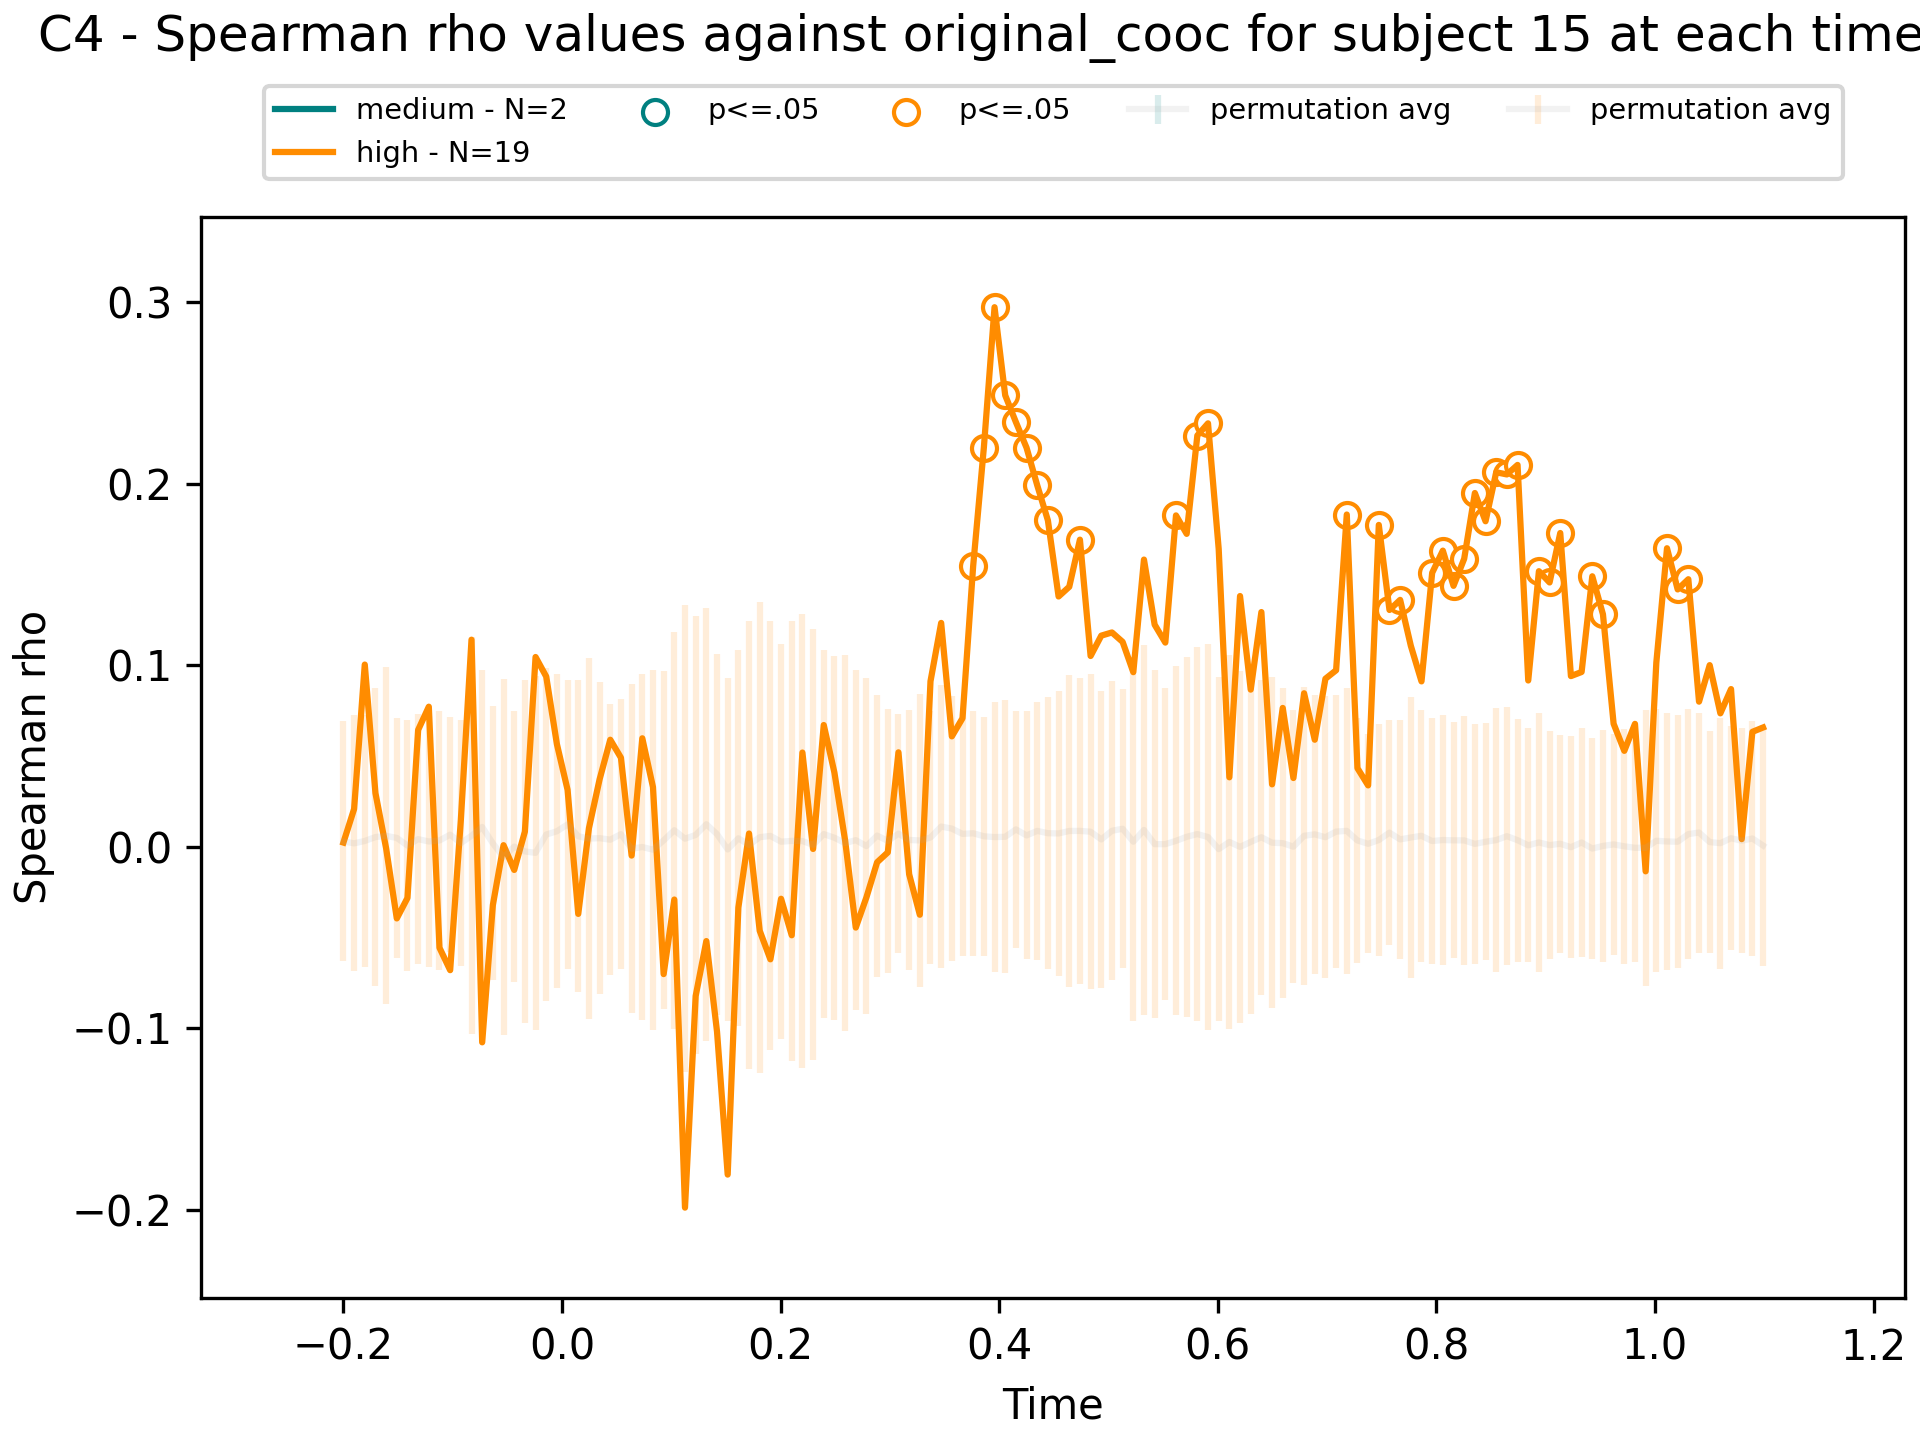 C4 - Spearman rho values against original_cooc for subject 15 at each time
medium - N=2
p<=.05
p<=.05
permutation avg
permutation avg
high - N=19
Spearman rho
0.3
0.2
0.1
0.0
−0.1
−0.2
−0.2
0.0
0.2
0.4
0.6
0.8
1.0
1.2
Time